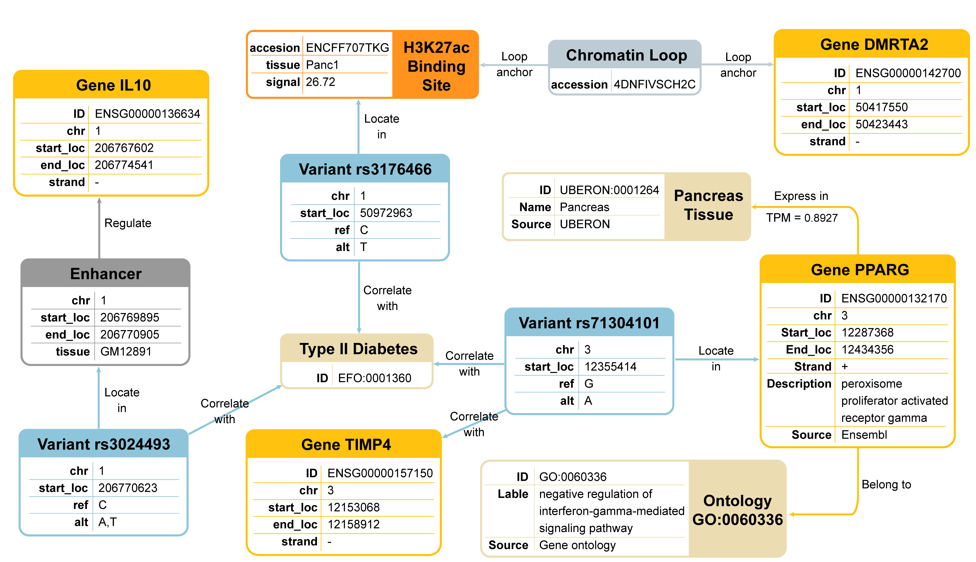 Gene IL10
ID ENSG00000136634
chr 1
start_loc 206767602
end_loc 206774541
strand -
Regulate
Enhancer
chr 1
start_loc 206769895
end_loc 206770905
tissue GM12891
Locate
in
Variant rs3024493
chr 1
start_loc 206770623
ref C
alt A,T
Correlate
with
accesion ENCFF707TKG
tissue Panc1
signal 26.72
H3K27ac
Binding
Site
Loop
anchor
Chromatin Loop
accession 4DNFIVSCH2C
Loop
anchor
Gene DMRTA2
ID ENSG00000142700
chr 1
start_loc 50417550
end_loc 50423443
strand -
Locate
in
Variant rs3176466
chr 1
start_loc 50972963
ref C
alt T
Correlate
with
Type II Diabetes
ID EFO:0001360
Correlate
with
Variant rs71304101
chr 3
start_loc 12355414
ref G
alt A
Correlate
with
Gene TIMP4
ID ENSG00000157150
chr 3
start_loc 12153068
end_loc 12158912
strand -
Locate
in
ID UBERON:0001264
Name Pancreas
Source UBERON
Pancreas
Tissue
Express in
TPM = 0.8927
Gene PPARG
ID ENSG00000132170
chr 3
Start_loc 12287368
End_loc 12434356
Strand +
Description peroxisome
proliferator activated
receptor gamma
Source Ensembl
Belong to
ID GO:0060336
Lable negative regulation of
interferon-gamma-mediated
signaling pathway
Source Gene ontology
Ontology
GO:0060336